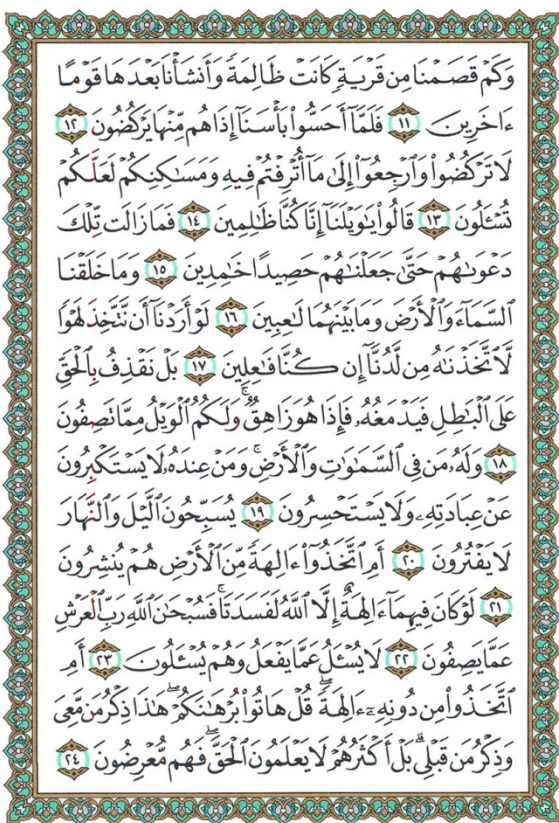 وَكَمْ قَصَمْنَا مِن قَرْيَةٍ كَانَتْ ظَالِمَةً وَأَنشَأْنَا بَعْدَهَا قَوْمًا
ءَاخَرِينَ ١١ فَلَمَّآ أَحَسُّوا۟ بَأْسَنَآ إِذَا هُم مِّنْهَا يَرْكُضُونَ ١٢
لَا تَرْكُضُوا۟ وَٱرْجِعُوٓا۟ إِلَىٰ مَآ أُتْرِفْتُمْ فِيهِ وَمَسَٰكِنِكُمْ لَعَلَّكُمْ
تُسْـَٔلُونَ ١٣ قَالُوا۟ يَٰوَيْلَنَآ إِنَّا كُنَّا ظَٰلِمِينَ ١٤ فَمَا زَالَت تِّلْكَ
دَعْوَىٰهُمْ حَتَّىٰ جَعَلْنَٰهُمْ حَصِيدًا خَٰمِدِينَ ١٥ وَمَا خَلَقْنَا
ٱلسَّمَآءَ وَٱلْأَرْضَ وَمَا بَيْنَهُمَا لَٰعِبِينَ ١٦ لَوْ أَرَدْنَآ أَن نَّتَّخِذَ لَهْوًا
لَّٱتَّخَذْنَٰهُ مِن لَّدُنَّآ إِن كُنَّا فَٰعِلِينَ ١٧ بَلْ نَقْذِفُ بِٱلْحَقِّ
عَلَى ٱلْبَٰطِلِ فَيَدْمَغُهُۥ فَإِذَا هُوَ زَاهِقٌ ۚ وَلَكُمُ ٱلْوَيْلُ مِمَّا تَصِفُونَ
١٨ وَلَهُۥ مَن فِى ٱلسَّمَٰوَٰتِ وَٱلْأَرْضِ ۚ وَمَنْ عِندَهُۥ لَا يَسْتَكْبِرُونَ
عَنْ عِبَادَتِهِۦ وَلَا يَسْتَحْسِرُونَ ١٩ يُسَبِّحُونَ ٱلَّيْلَ وَٱلنَّهَارَ
لَا يَفْتُرُونَ ٢٠ أَمِ ٱتَّخَذُوٓا۟ ءَالِهَةً مِّنَ ٱلْأَرْضِ هُمْ يُنشِرُونَ
٢١ لَوْ كَانَ فِيهِمَآ ءَالِهَةٌ إِلَّا ٱللَّهُ لَفَسَدَتَا ۚ فَسُبْحَٰنَ ٱللَّهِ رَبِّ ٱلْعَرْشِ
عَمَّا يَصِفُونَ ٢٢ لَا يُسْـَٔلُ عَمَّا يَفْعَلُ وَهُمْ يُسْـَٔلُونَ ٢٣ أَمِ
ٱتَّخَذُوا۟ مِن دُونِهِۦٓ ءَالِهَةً ۖ قُلْ هَاتُوا۟ بُرْهَٰنَكُمْ ۖ هَٰذَا ذِكْرُ مَن مَّعِىَ
وَذِكْرُ مَن قَبْلِى ۗ بَلْ أَكْثَرُهُمْ لَا يَعْلَمُونَ ٱلْحَقَّ ۖ فَهُم مُّعْرِضُونَ ٢٤